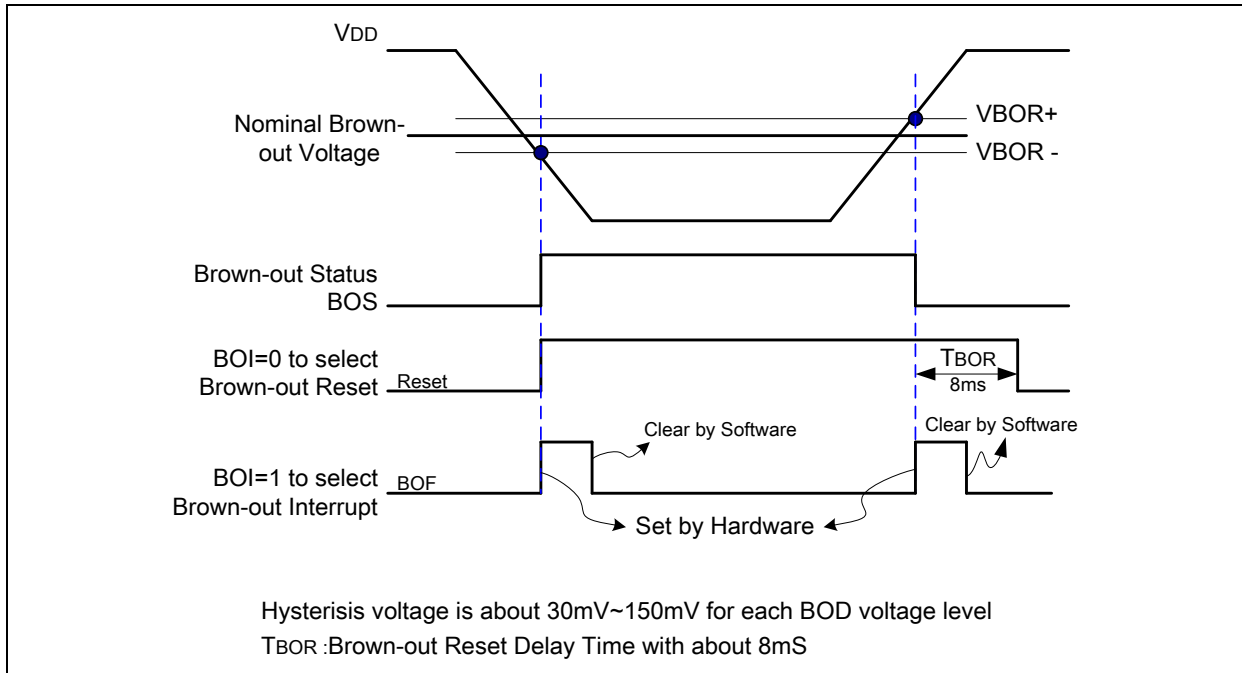 VDD
Nominal Brown-
out Voltage
VBOR+
VBOR -
Brown-out Status
BOS
BOI=0 to select
Brown-out Reset
Reset
TBOR
8ms
BOI=1 to select
Brown-out Interrupt
BOF
Clear by Software
Clear by Software
Set by Hardware
Hysterisis voltage is about 30mV~150mV for each BOD voltage level
TBOR :Brown-out Reset Delay Time with about 8mS